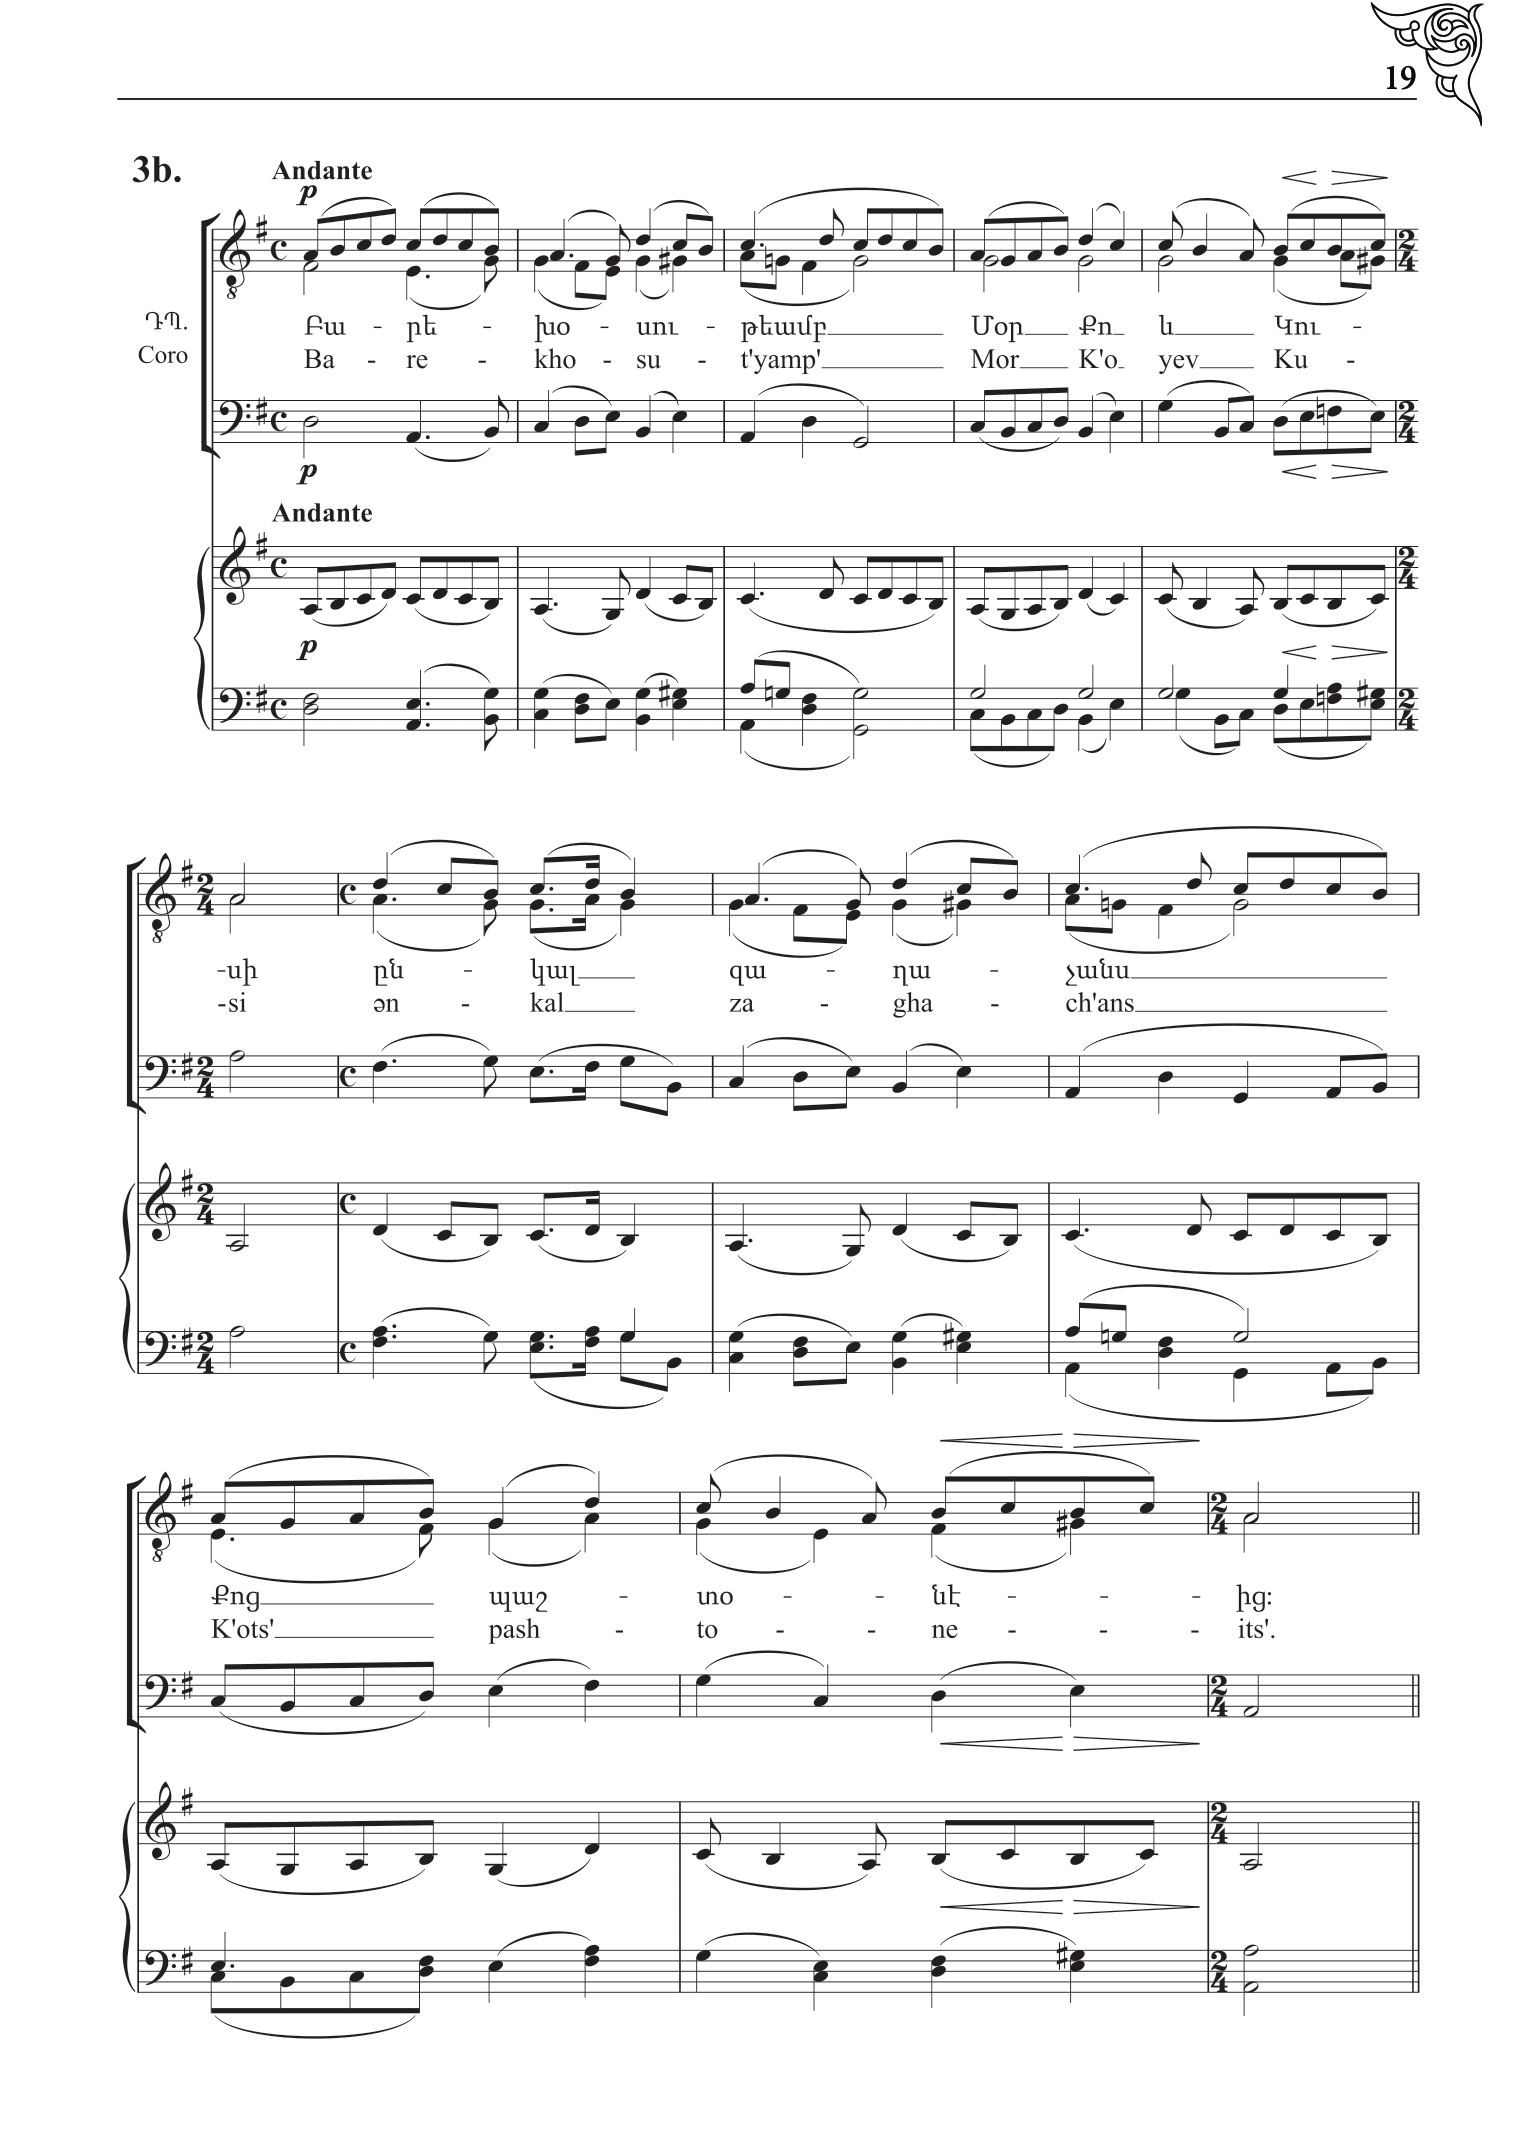 19
3b.
Andante
p
ԴՊ.
Բա - րե - խօ - սու - թեամբ Մօր Քո և Կու -
Coro
Ba - re - kho - su - t'yamp' Mor K'o yev Ku -
p
Andante
p
-սի ըն - կալ զա - ղա - չանս
-si ən - kal za - gha - ch'ans
Քոց պաշ - տօ - - նէ - - - ից:
K'ots' pash - to - - ne - - - its'.